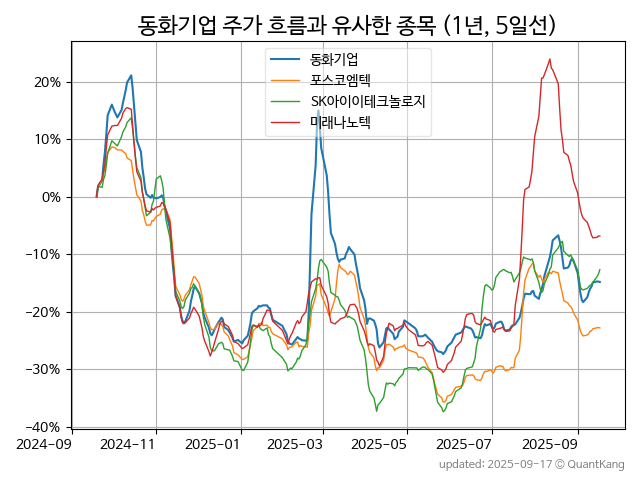 동화기업 주가 흐름과 유사한 종목 (1년, 5일선)
동화기업
포스코엠텍
SK아이이테크놀로지
미래나노텍
20%
10%
0%
−10%
−20%
−30%
−40%
2024-09 2024-11 2025-01 2025-03 2025-05 2025-07 2025-09
updated: 2025-09-17 © QuantKang